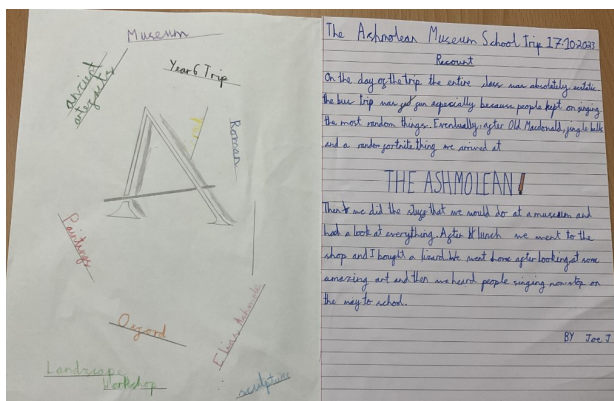 Museum
Year 6 Trip
ancient
artefacts
Roman
A
Paintings
Oxford
Elias Ashmole
Landscape
Workshop
sculpture
The Ashmolean Museum School Trip 17.10.2023
Recount
On the day of the trip the entire class was absolutely ecstatic
the bus trip was fun especially because people kept on singing
the most random things. Eventually, after Old Macdonald, jingle bells
and a random fortnite thing we arrived at
THE ASHMOLEAN!
Then we did the stuff that we would do at a museum and
had a look at everything. After lunch we went to the
shop and I bought a lizard. We went home after looking at some
amazing art and then we heard people singing non-stop on
the way to school.
BY Joe J